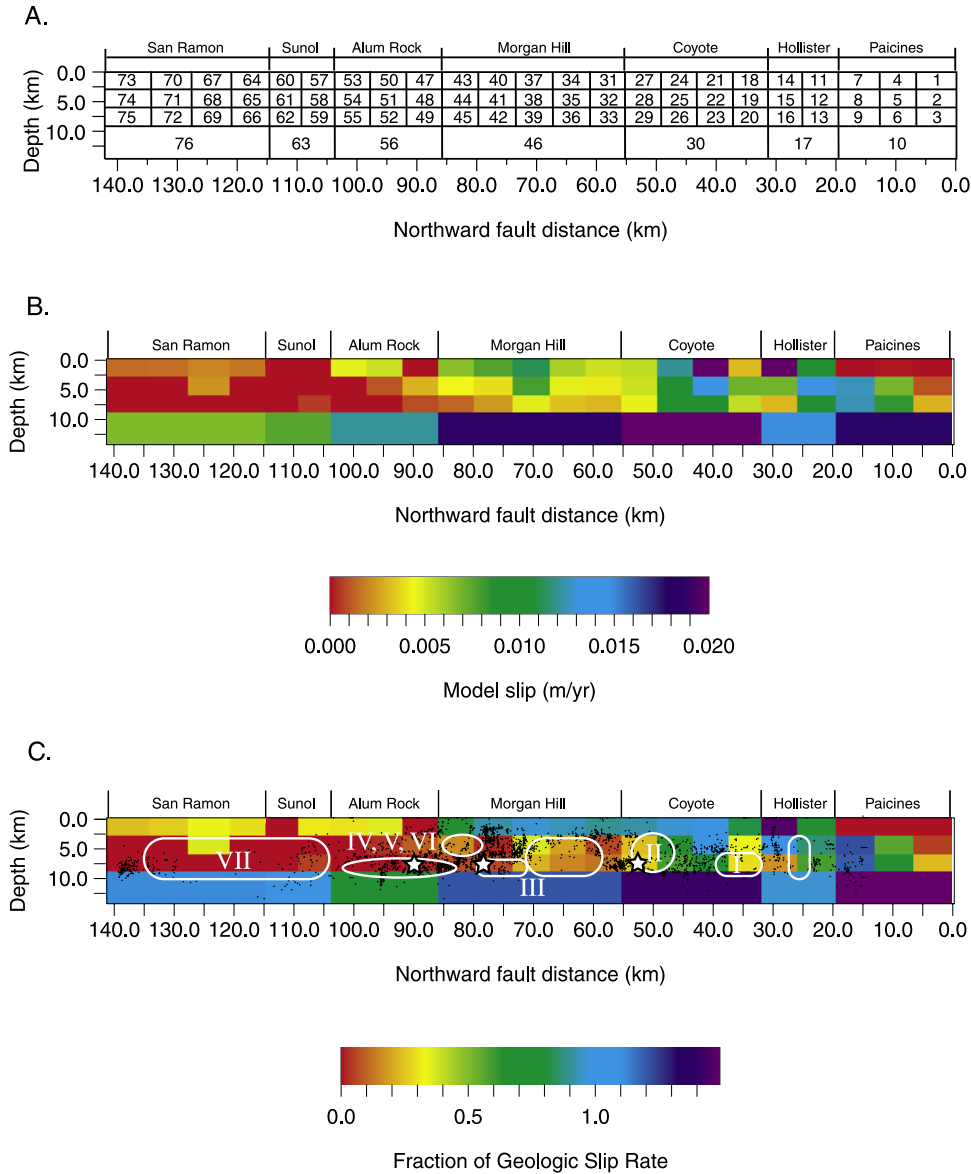 A.
San Ramon Sunol Alum Rock Morgan Hill Coyote Hollister Paicines
0.0 73 70 67 64 60 57 53 50 47 43 40 37 34 31 27 24 21 18 14 11 7 4 1
5.0 74 71 68 65 61 58 54 51 48 44 41 38 35 32 28 25 22 19 15 12 8 5 2
75 72 69 66 62 59 55 52 49 45 42 39 36 33 29 26 23 20 16 13 9 6 3
10.0 76 63 56 46 30 17 10
Depth (km)
140.0 130.0 120.0 110.0 100.0 90.0 80.0 70.0 60.0 50.0 40.0 30.0 20.0 10.0 0.0
Northward fault distance (km)
B.
San Ramon Sunol Alum Rock Morgan Hill Coyote Hollister Paicines
0.0
5.0
10.0
Depth (km)
140.0 130.0 120.0 110.0 100.0 90.0 80.0 70.0 60.0 50.0 40.0 30.0 20.0 10.0 0.0
Northward fault distance (km)
0.000 0.005 0.010 0.015 0.020
Model slip (m/yr)
C.
San Ramon Sunol Alum Rock Morgan Hill Coyote Hollister Paicines
0.0
5.0
10.0
Depth (km)
IV, V, VI
VII II I
III
140.0 130.0 120.0 110.0 100.0 90.0 80.0 70.0 60.0 50.0 40.0 30.0 20.0 10.0 0.0
Northward fault distance (km)
0.0 0.5 1.0
Fraction of Geologic Slip Rate